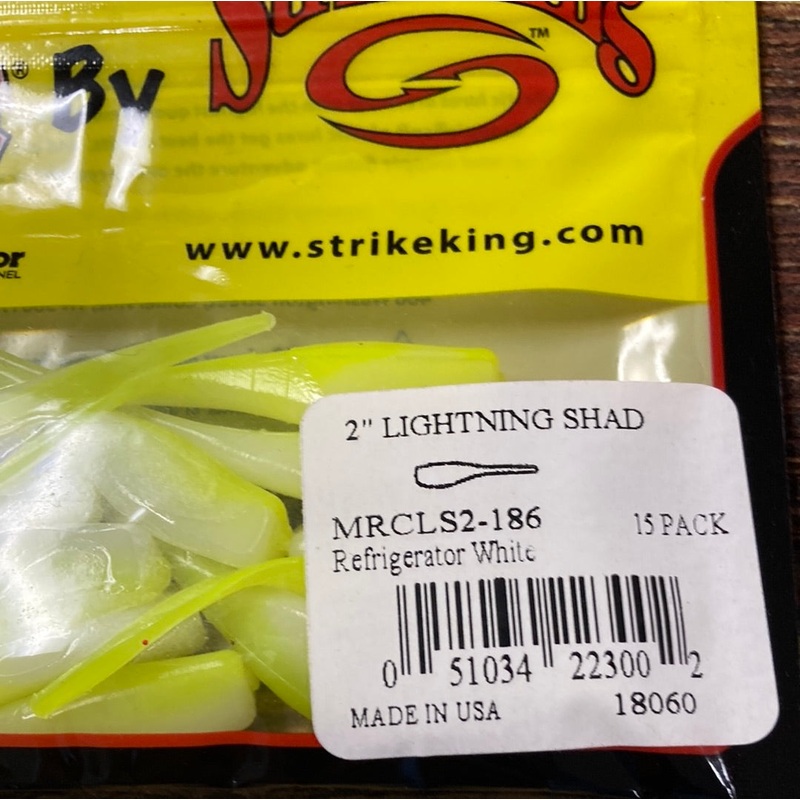 ® By
™
www.strikeking.com
2" LIGHTNING SHAD
MRCLS2-186
15 PACK
Refrigerator White
0 51034 22300 2
MADE IN USA
18060